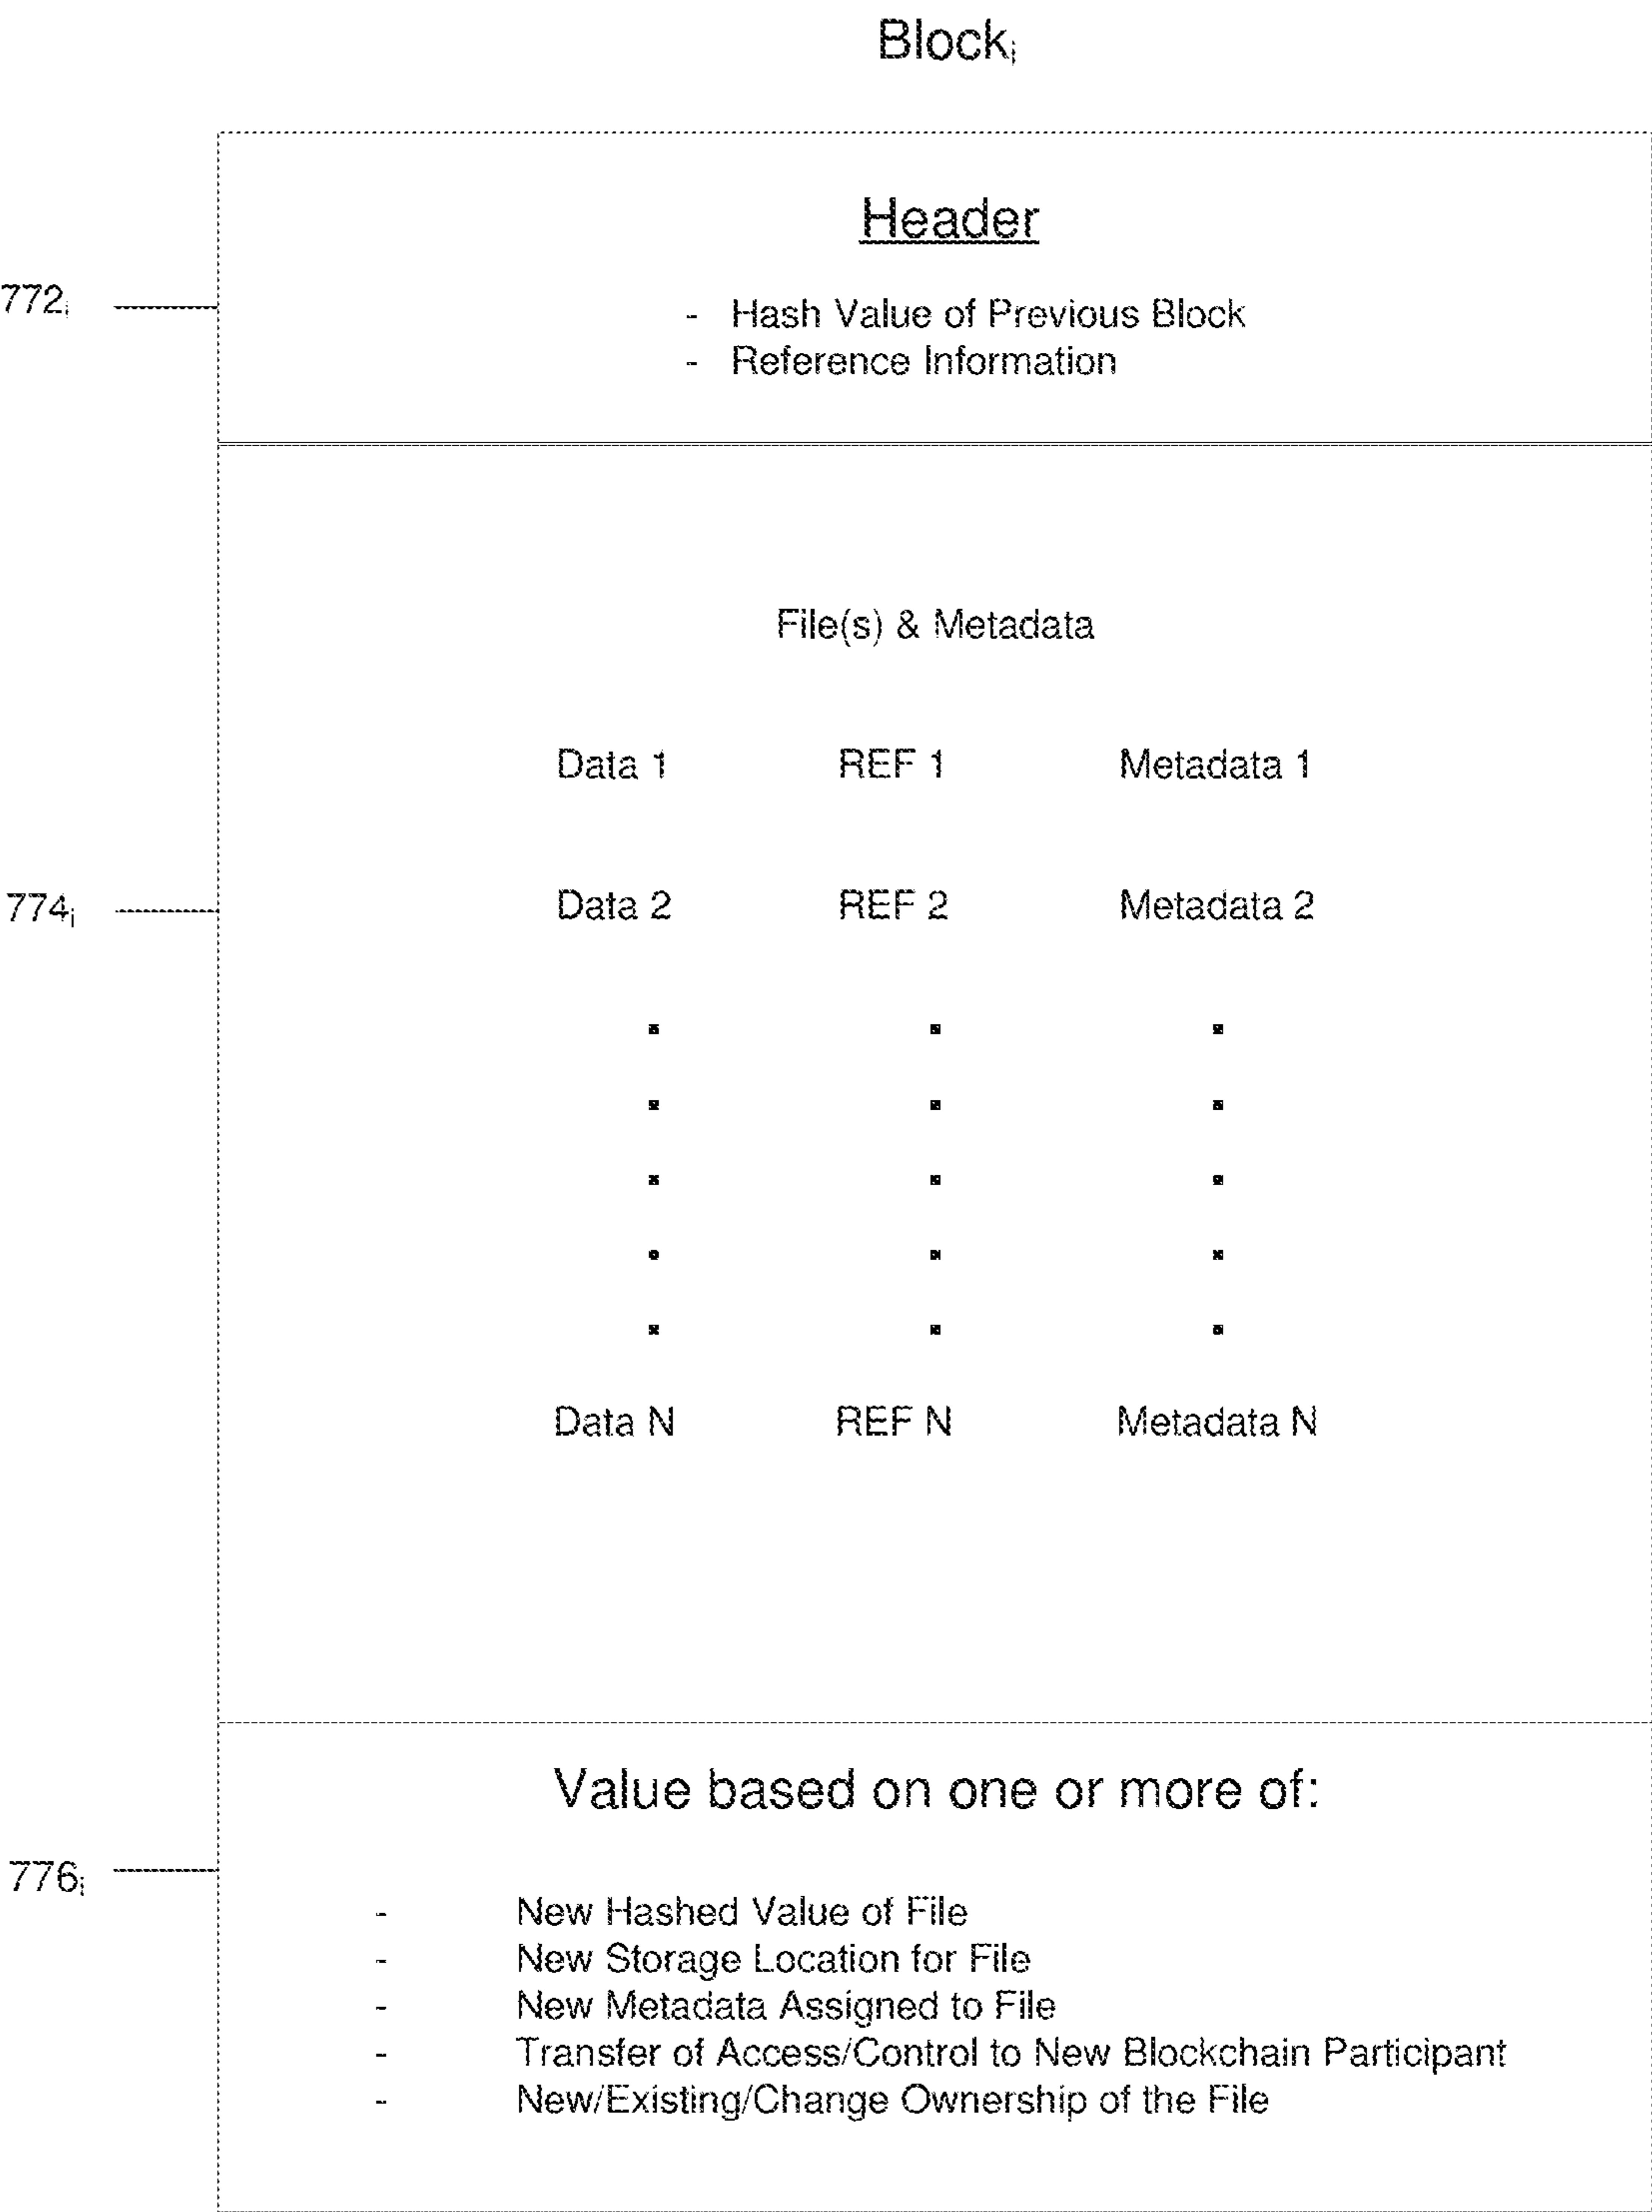 Blockᵢ
Header
772ᵢ
- Hash Value of Previous Block
- Reference Information
File(s) & Metadata
Data 1 REF 1 Metadata 1
774ᵢ
Data 2 REF 2 Metadata 2
Data N REF N Metadata N
Value based on one or more of:
776ᵢ
- New Hashed Value of File
- New Storage Location for File
- New Metadata Assigned to File
- Transfer of Access/Control to New Blockchain Participant
- New/Existing/Change Ownership of the File